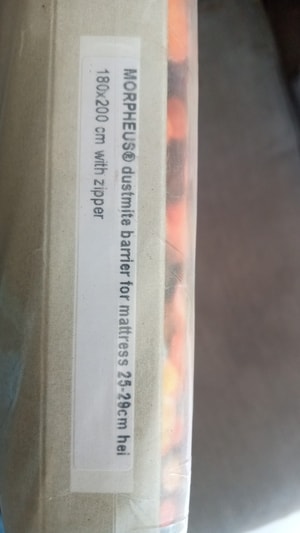 MORPHEUS® dustmite barrier for mattress 25-29cm hei
180x200 cm with zipper